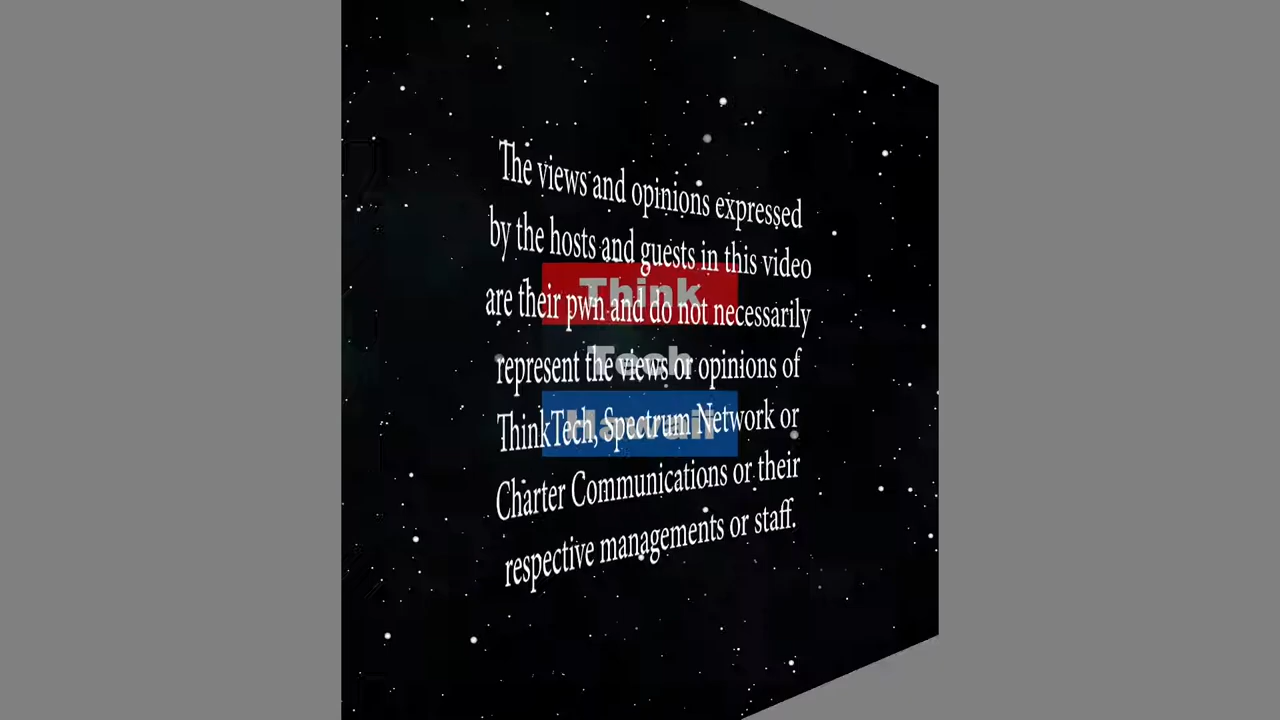 The views and opinions expressed
by the hosts and guests in this video
are their pwn and do not necessarily
represent the views or opinions of
ThinkTech, Spectrum Network or
Charter Communications or their
respective managements or staff.
Think
Tech
Hawaii